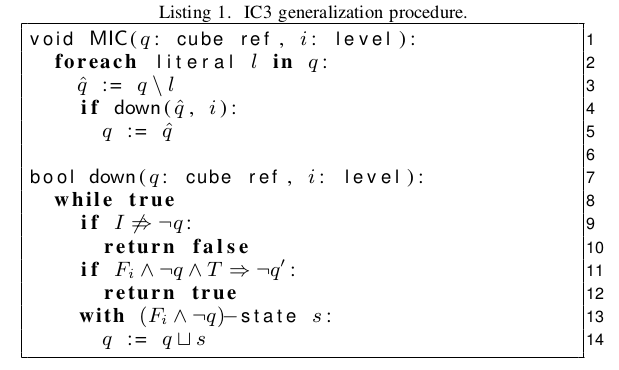 Listing 1. IC3 generalization procedure.
void MIC(q: cube ref, i: level): 1
foreach literal l in q: 2
q̂ := q \ l 3
if down(q̂, i): 4
q := q̂ 5
6
bool down(q: cube ref, i: level): 7
while true 8
if I ⇏ ¬q: 9
return false 10
if Fᵢ ∧ ¬q ∧ T ⇒ ¬q′: 11
return true 12
with (Fᵢ ∧ ¬q)–state s: 13
q := q ⊔ s 14